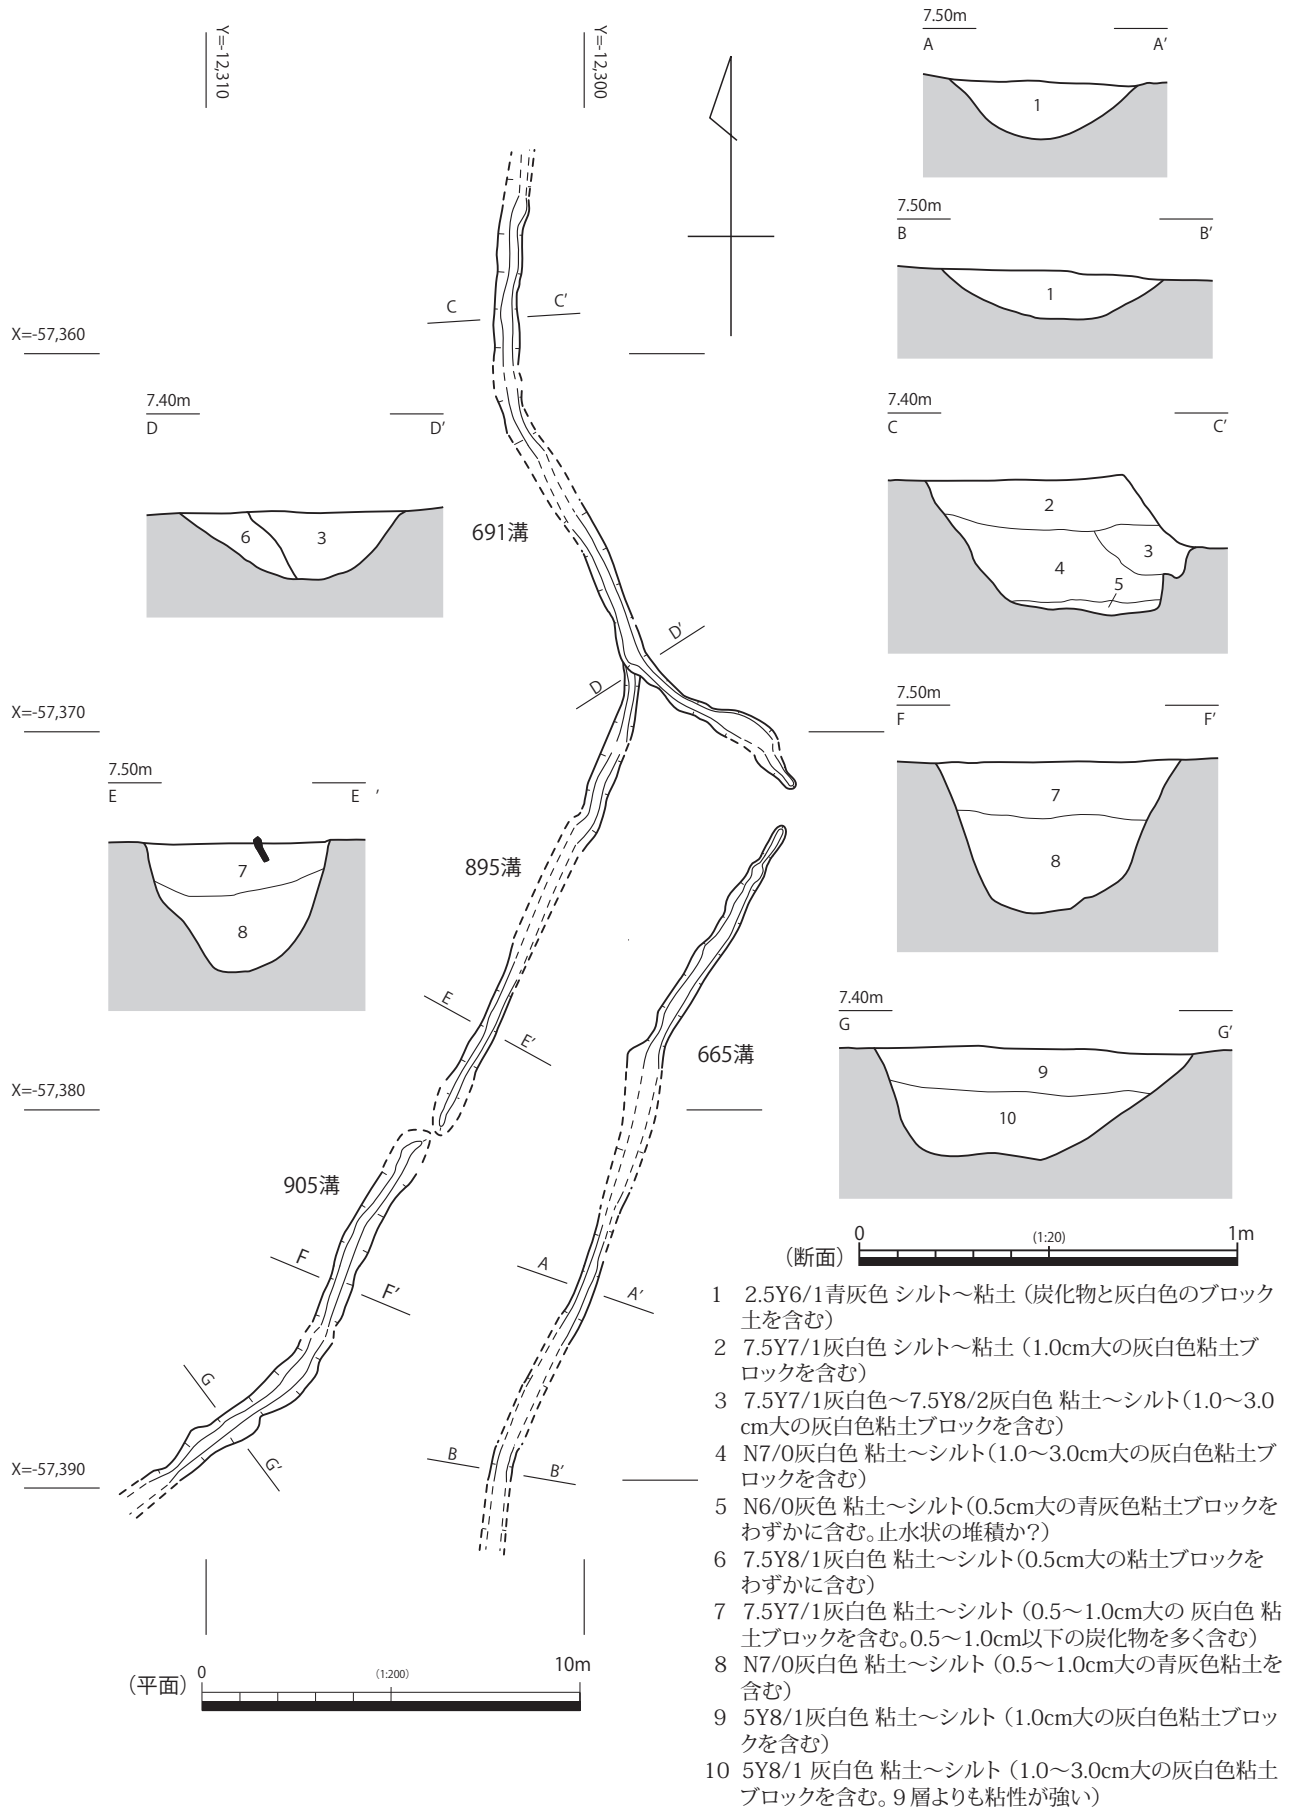 Y=-12,310
Y=-12,300
7.50m
A A′
1
7.50m
B B′
1
C C′
X=-57,360
7.40m
D D′
6 3
691溝
7.40m
C C′
2
3
4
5
D′
D
X=-57,370
7.50m
F F′
7
8
7.50m
E E ′
7
8
895溝
E
E′
665溝
7.40m
G G′
9
10
X=-57,380
905溝
F
F′
A
A′
G
G′
B
B′
X=-57,390
(断面)
0 (1:20) 1m
(平面)
0 (1:200) 10m
1 2.5Y6/1青灰色 シルト～粘土 (炭化物と灰白色のブロック
土を含む)
2 7.5Y7/1灰白色 シルト～粘土 (1.0cm大の灰白色粘土ブ
ロックを含む)
3 7.5Y7/1灰白色～7.5Y8/2灰白色 粘土～シルト(1.0～3.0
cm大の灰白色粘土ブロックを含む)
4 N7/0灰白色 粘土～シルト(1.0～3.0cm大の灰白色粘土ブ
ロックを含む)
5 N6/0灰色 粘土～シルト(0.5cm大の青灰色粘土ブロックを
わずかに含む。止水状の堆積か?)
6 7.5Y8/1灰白色 粘土～シルト(0.5cm大の粘土ブロックを
わずかに含む)
7 7.5Y7/1灰白色 粘土～シルト (0.5～1.0cm大の 灰白色 粘
土ブロックを含む。0.5～1.0cm以下の炭化物を多く含む)
8 N7/0灰白色 粘土～シルト (0.5～1.0cm大の青灰色粘土を
含む)
9 5Y8/1灰白色 粘土～シルト (1.0cm大の灰白色粘土ブロッ
クを含む)
10 5Y8/1 灰白色 粘土～シルト (1.0～3.0cm大の灰白色粘土
ブロックを含む。9層よりも粘性が強い)